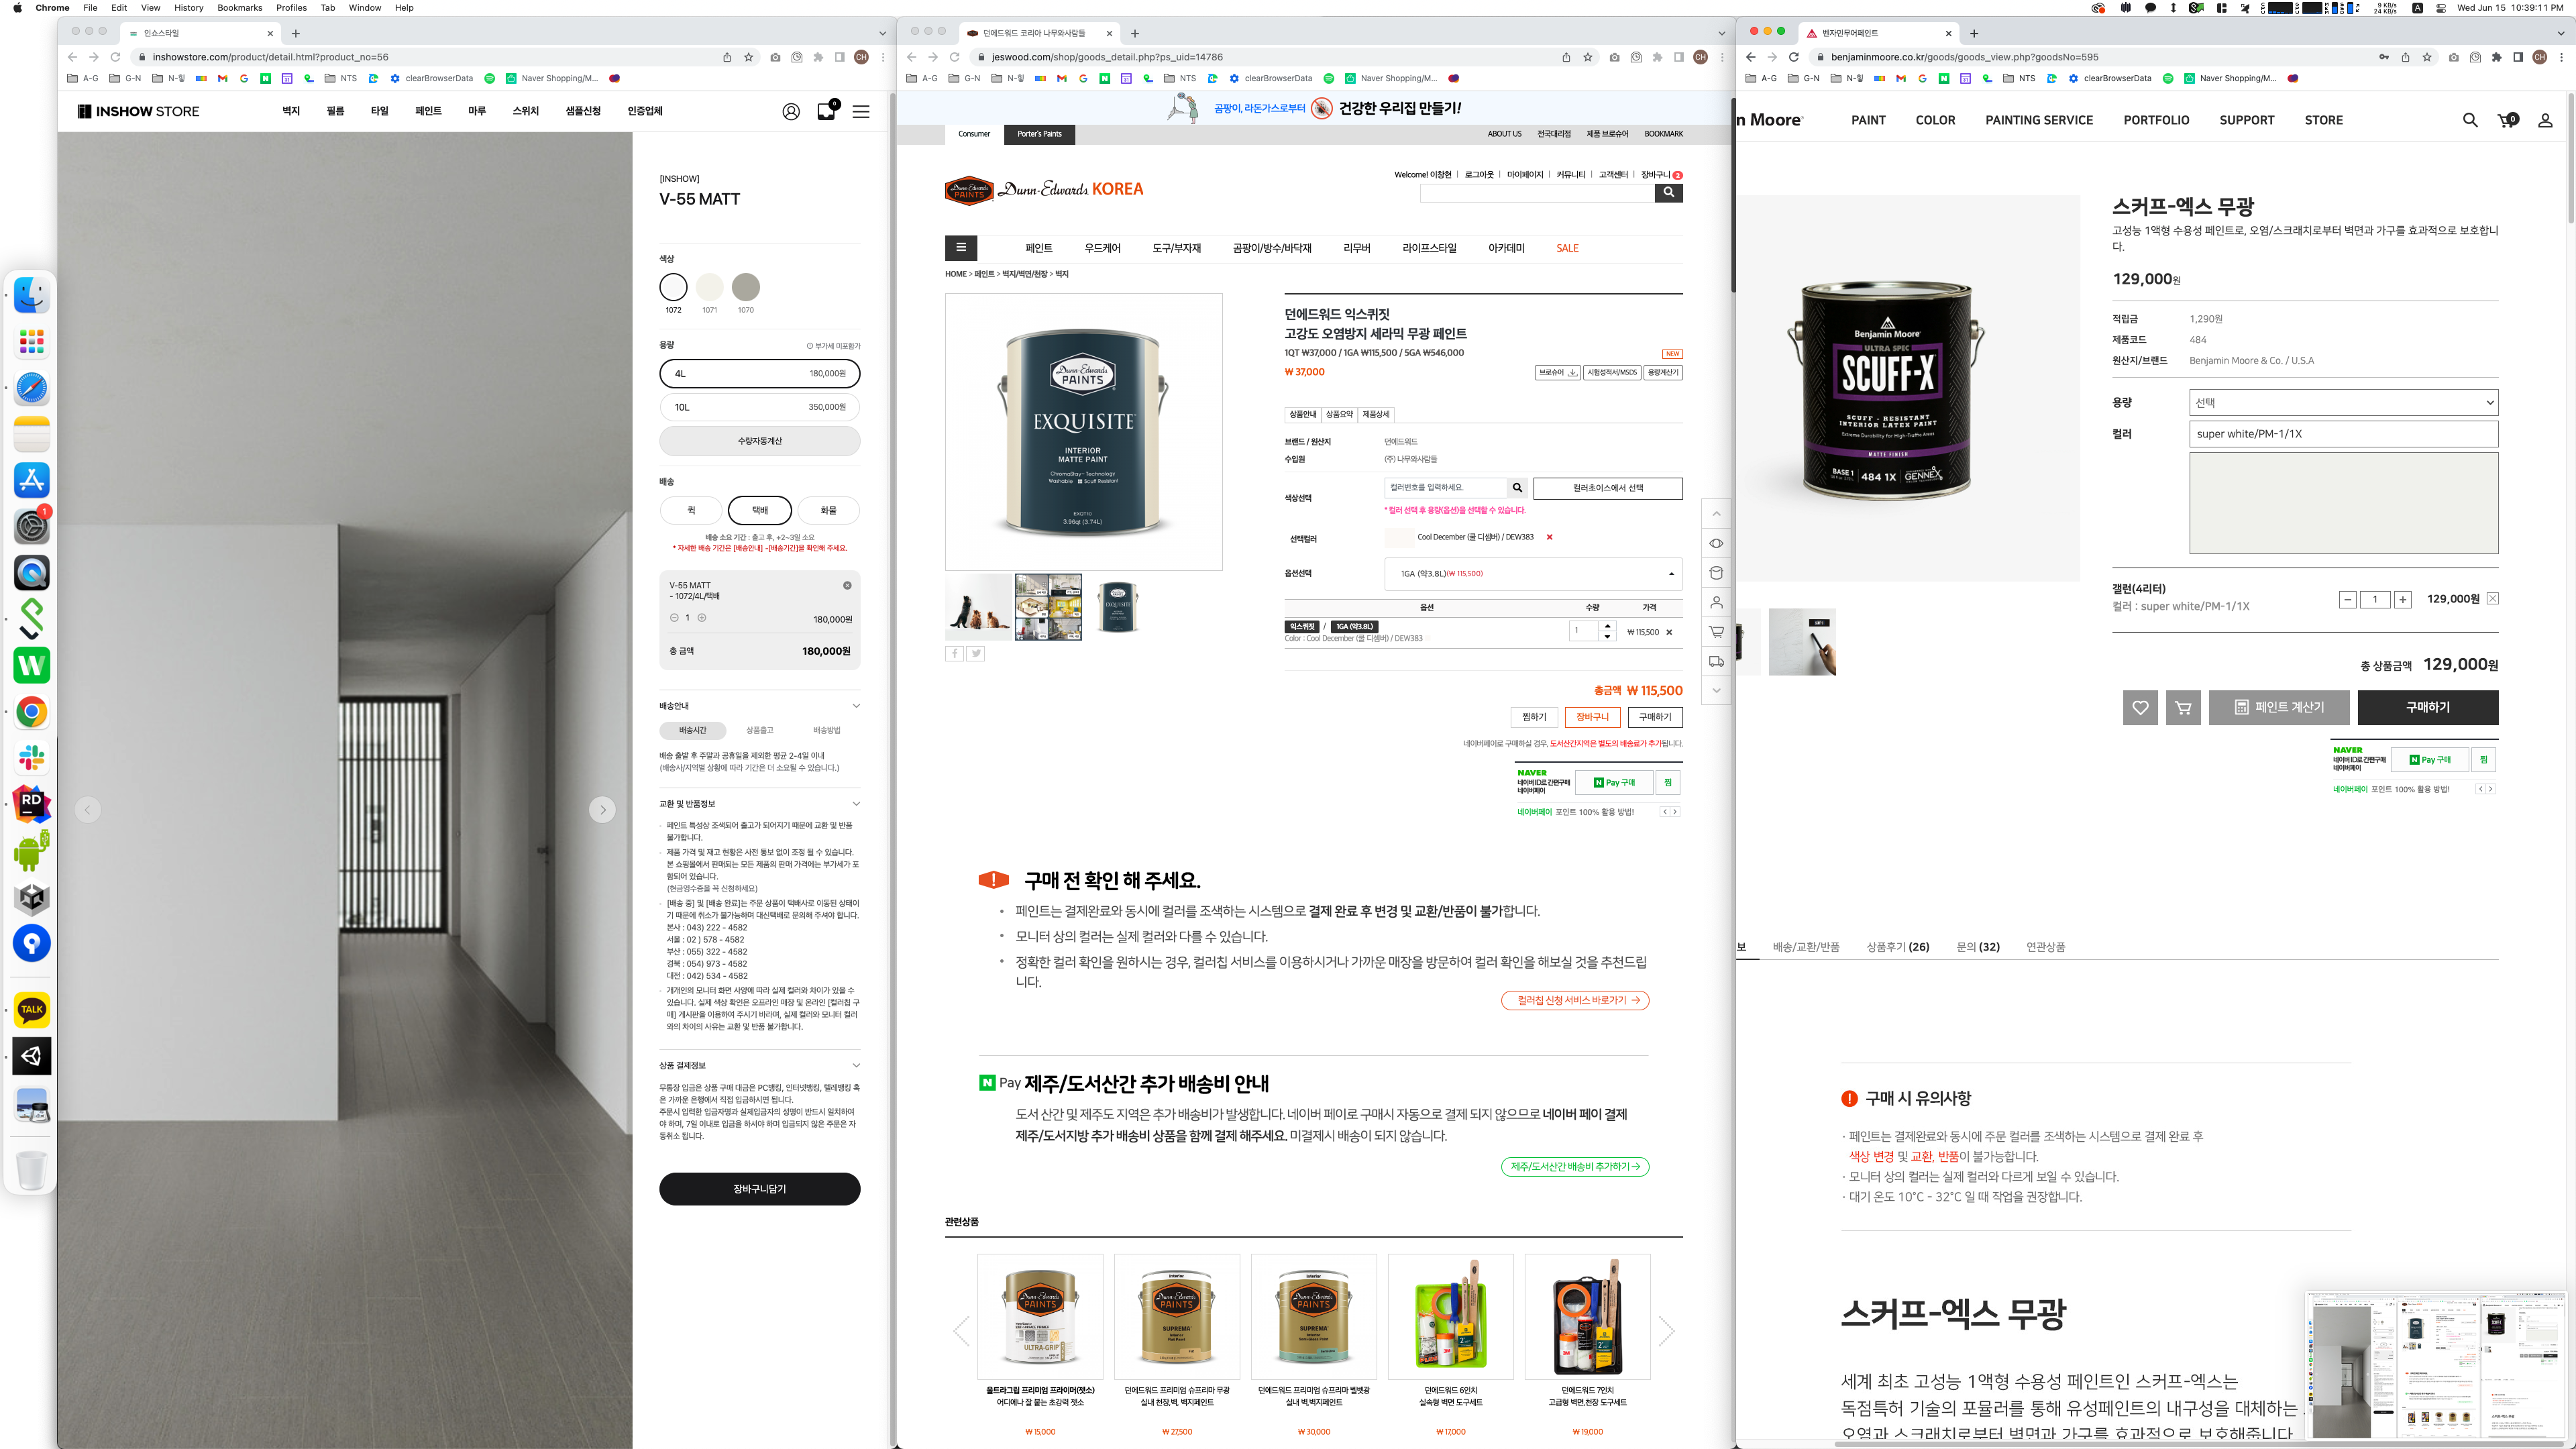 Chrome File Edit View History Bookmarks Profiles Tab Window Help
9 KB/s
24 KB/s
Wed Jun 15 10:39:11 PM
인쇼스타일
inshowstore.com/product/detail.html?product_no=56
A-G G-N N-힣 NTS clearBrowserData Naver Shopping/M...
INSHOW STORE
벽지 필름 타일 페인트 마루 스위치 샘플신청 인증업체
0
[INSHOW]
V-55 MATT
색상
1072 1071 1070
용량
부가세 미포함가
4L 180,000원
10L 350,000원
수량자동계산
배송
퀵 택배 화물
배송 소요 기간 : 출고 후, +2~3일 소요
* 자세한 배송 기간은 [배송안내] -[배송기간]을 확인해 주세요.
V-55 MATT
- 1072/4L/택배
1 180,000원
총 금액 180,000원
배송안내
배송시간 상품출고 배송방법
배송 출발 후 주말과 공휴일을 제외한 평균 2-4일 이내
(배송사/지역별 상황에 따라 기간은 더 소요될 수 있습니다.)
교환 및 반품정보
페인트 특성상 조색되어 출고가 되어지기 때문에 교환 및 반품
불가합니다.
제품 가격 및 재고 현황은 사전 통보 없이 조정 될 수 있습니다.
본 쇼핑몰에서 판매되는 모든 제품의 판매 가격에는 부가세가 포
함되어 있습니다.
(현금영수증을 꼭 신청하세요)
[배송 중] 및 [배송 완료]는 주문 상품이 택배사로 이동된 상태이
기 때문에 취소가 불가능하며 대신택배로 문의해 주셔야 합니다.
본사 : 043) 222 - 4582
서울 : 02 ) 578 - 4582
부산 : 055) 322 - 4582
경북 : 054) 973 - 4582
대전 : 042) 534 - 4582
개개인의 모니터 화면 사양에 따라 실제 컬러와 차이가 있을 수
있습니다. 실제 색상 확인은 오프라인 매장 및 온라인 [컬러칩 구
매] 게시판을 이용하여 주시기 바라며, 실제 컬러와 모니터 컬러
와의 차이의 사유는 교환 및 반품 불가합니다.
상품 결제정보
무통장 입금은 상품 구매 대금은 PC뱅킹, 인터넷뱅킹, 텔레뱅킹 혹
은 가까운 은행에서 직접 입금하시면 됩니다.
주문시 입력한 입금자명과 실제입금자의 성명이 반드시 일치하여
야 하며, 7일 이내로 입금을 하셔야 하며 입금되지 않은 주문은 자
동취소 됩니다.
장바구니담기
던에드워드 코리아 나무와사람들
jeswood.com/shop/goods_detail.php?ps_uid=14786
A-G G-N N-힣 NTS clearBrowserData Naver Shopping/M...
곰팡이, 라돈가스로부터 건강한 우리집 만들기!
Consumer Porter's Paints
ABOUT US 전국대리점 제품 브로슈어 BOOKMARK
Dunn-Edwards PAINTS
Dunn-Edwards KOREA
Welcome! 이창현 로그아웃 마이페이지 커뮤니티 고객센터 장바구니 2
페인트 우드케어 도구/부자재 곰팡이/방수/바닥재 리무버 라이프스타일 아카데미 SALE
HOME > 페인트 > 벽지/벽면/천장 > 벽지
Dunn-Edwards
PAINTS
EXQUISITE
INTERIOR
MATTE PAINT
ChromaStay- Technology
Washable Scuff Resistant
EXQT10
3.96qt (3.74L)
던에드워드 익스퀴짓
고강도 오염방지 세라믹 무광 페인트
1QT ₩37,000 / 1GA ₩115,500 / 5GA ₩546,000
NEW
₩ 37,000
브로슈어 시험성적서/MSDS 용량계산기
상품안내 상품요약 제품상세
브랜드 / 원산지 던에드워드
수입원 (주) 나무와사람들
색상선택 컬러번호를 입력하세요. 컬러초이스에서 선택
* 컬러 선택 후 용량(옵션)을 선택할 수 있습니다.
선택컬러 Cool December (쿨 디셈버) / DEW383
옵션선택 1GA (약3.8L)(₩ 115,500)
옵션 수량 가격
익스퀴짓 / 1GA (약3.8L)
Color : Cool December (쿨 디셈버) / DEW383
1 ₩ 115,500
총금액 ₩ 115,500
찜하기 장바구니 구매하기
네이버페이로 구매하실 경우, 도서산간지역은 별도의 배송료가 추가됩니다.
NAVER
네이버 ID로 간편구매
네이버페이
N Pay 구매 찜
네이버페이 포인트 100% 활용 방법!
구매 전 확인 해 주세요.
• 페인트는 결제완료와 동시에 컬러를 조색하는 시스템으로 결제 완료 후 변경 및 교환/반품이 불가합니다.
• 모니터 상의 컬러는 실제 컬러와 다를 수 있습니다.
• 정확한 컬러 확인을 원하시는 경우, 컬러칩 서비스를 이용하시거나 가까운 매장을 방문하여 컬러 확인을 해보실 것을 추천드립
니다.
컬러칩 신청 서비스 바로가기 →
N Pay 제주/도서산간 추가 배송비 안내
도서 산간 및 제주도 지역은 추가 배송비가 발생합니다. 네이버 페이로 구매시 자동으로 결제 되지 않으므로 네이버 페이 결제
제주/도서지방 추가 배송비 상품을 함께 결제 해주세요. 미결제시 배송이 되지 않습니다.
제주/도서산간 배송비 추가하기 →
관련상품
울트라그립 프리미엄 프라이머(젯소)
어디에나 잘 붙는 초강력 젯소
₩ 15,000
던에드워드 프리미엄 슈프리마 무광
실내 천장,벽, 벽지페인트
₩ 27,500
던에드워드 프리미엄 슈프리마 벨벳광
실내 벽,벽지페인트
₩ 30,000
던에드워드 6인치
실속형 벽면 도구세트
₩ 17,000
던에드워드 7인치
고급형 벽면,천장 도구세트
₩ 19,000
벤자민무어페인트
benjaminmoore.co.kr/goods/goods_view.php?goodsNo=595
A-G G-N N-힣 NTS clearBrowserData Naver Shopping/M...
n Moore
PAINT COLOR PAINTING SERVICE PORTFOLIO SUPPORT STORE
0
Benjamin Moore
ULTRA SPEC
SCUFF-X
SCUFF - RESISTANT
INTERIOR LATEX PAINT
Extreme Durability for High-Traffic Areas
MATTE FINISH
BASE 1 484 1X GENNEX
스커프-엑스 무광
고성능 1액형 수용성 페인트로, 오염/스크래치로부터 벽면과 가구를 효과적으로 보호합니
다.
129,000원
적립금 1,290원
제품코드 484
원산지/브랜드 Benjamin Moore & Co. / U.S.A
용량 선택
컬러 super white/PM-1/1X
갤런(4리터)
컬러 : super white/PM-1/1X
1 129,000원
총 상품금액 129,000원
페인트 계산기 구매하기
NAVER
네이버 ID로 간편구매
네이버페이
N Pay 구매 찜
네이버페이 포인트 100% 활용 방법!
보 배송/교환/반품 상품후기 (26) 문의 (32) 연관상품
구매 시 유의사항
· 페인트는 결제완료와 동시에 주문 컬러를 조색하는 시스템으로 결제 완료 후
색상 변경 및 교환, 반품이 불가능합니다.
· 모니터 상의 컬러는 실제 컬러와 다르게 보일 수 있습니다.
· 대기 온도 10°C - 32°C 일 때 작업을 권장합니다.
스커프-엑스 무광
세계 최초 고성능 1액형 수용성 페인트인 스커프-엑스는
독점특허 기술의 포뮬러를 통해 유성페인트의 내구성을 대체하는
오염과 스크래치로부터 벽면과 가구를 효과적으로 보호해줍니다
TALK
RD
1